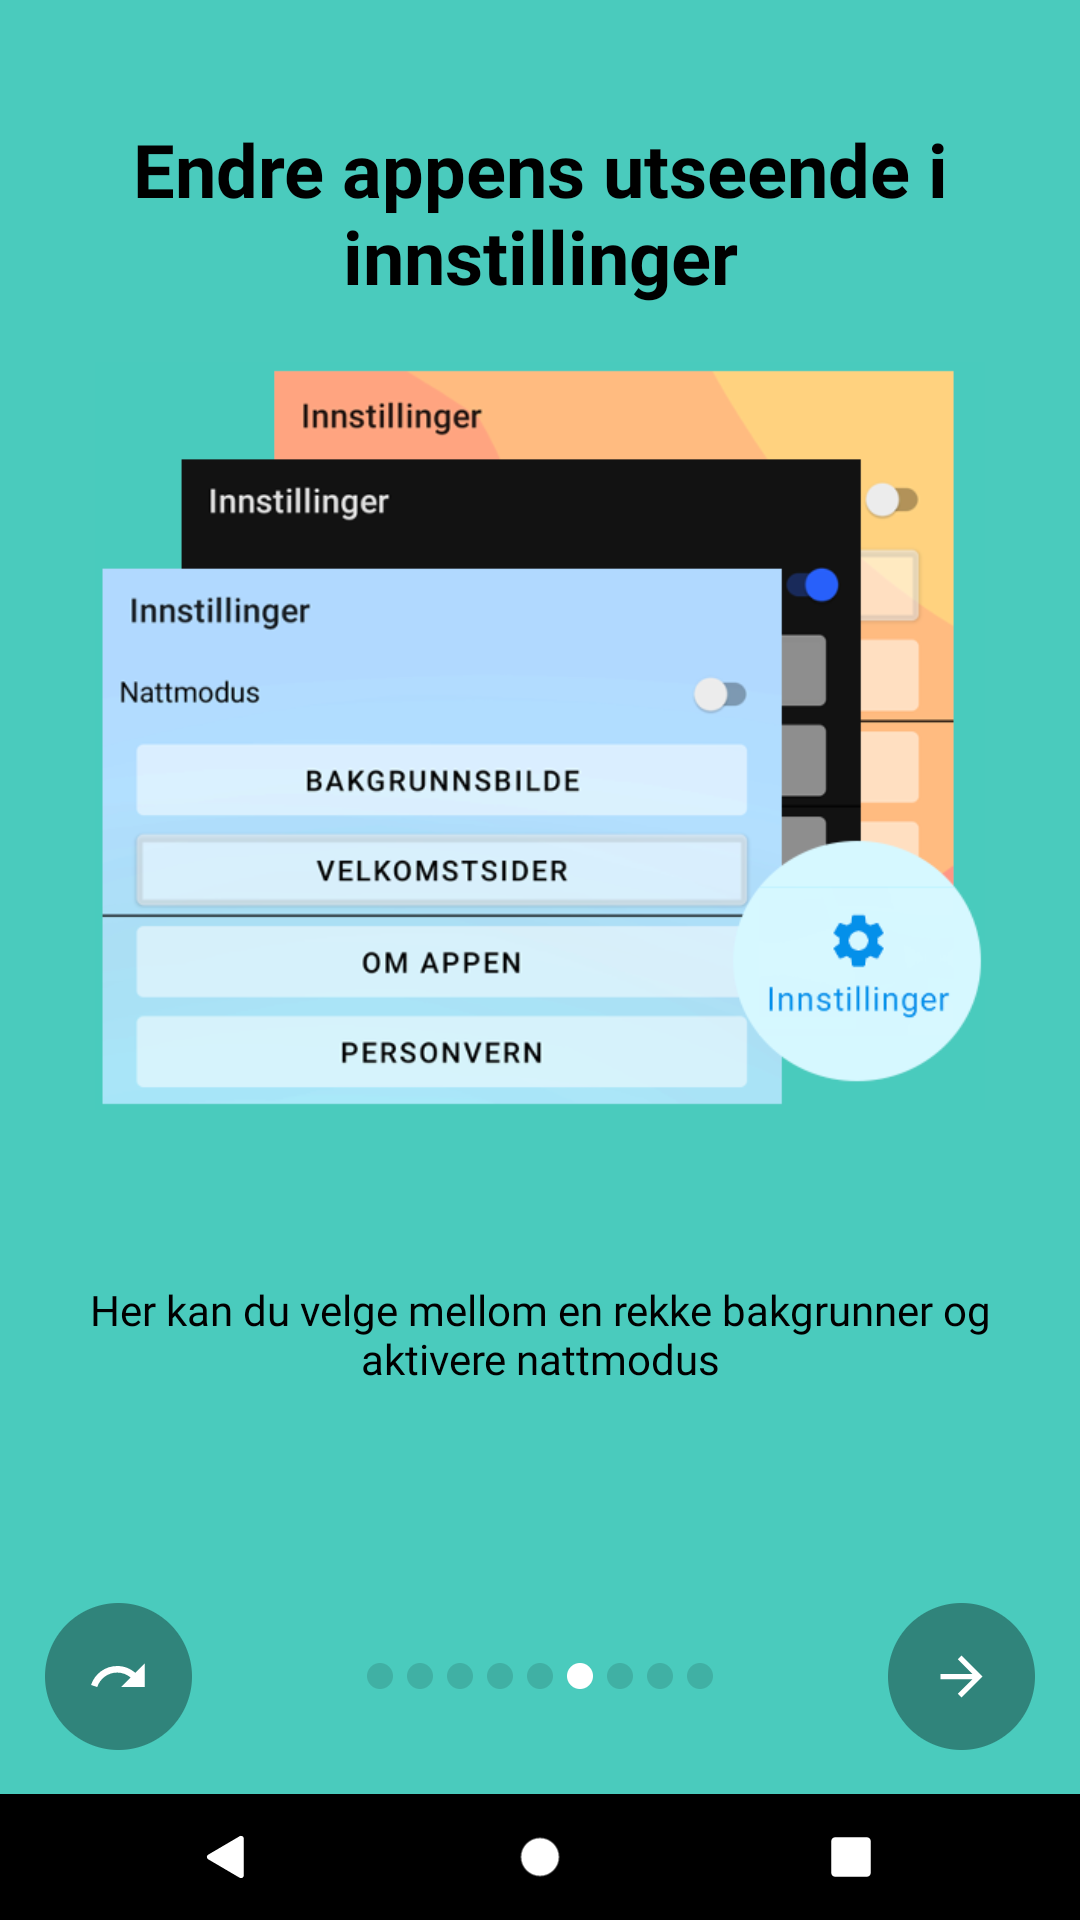 Endre appens utseende i
innstillinger
Innstillinger
Innstillinger
Innstillinger
Nattmodus
BAKGRUNNSBILDE
VELKOMSTSIDER
OM APPEN
PERSONVERN
Innstillinger
Her kan du velge mellom en rekke bakgrunner og
aktivere nattmodus